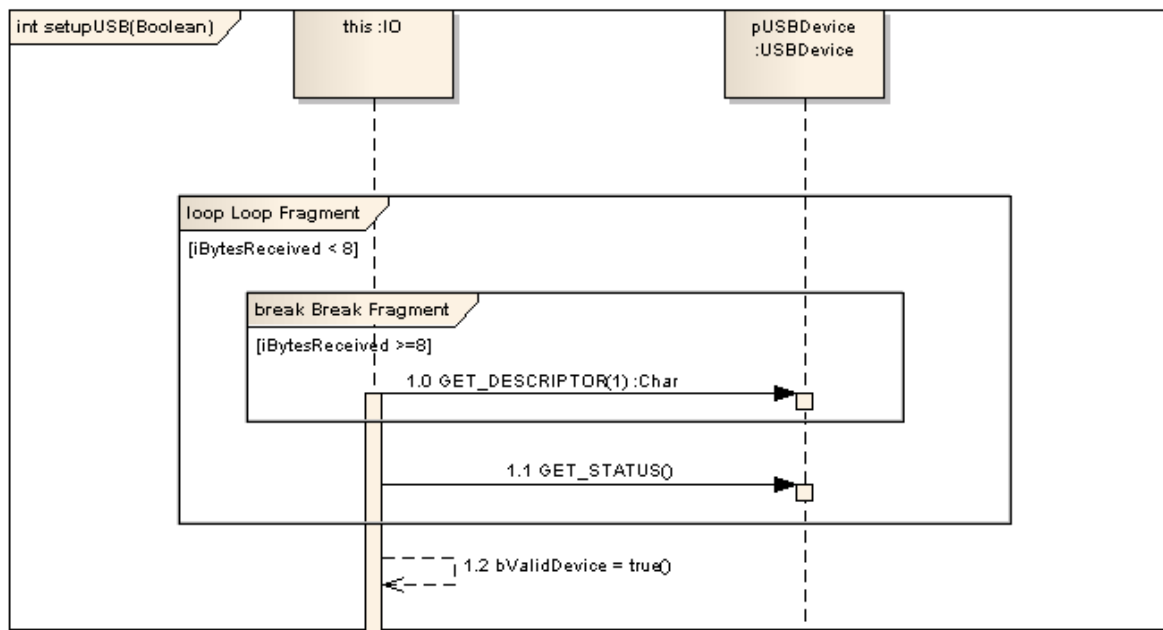 int setupUSB(Boolean)
this :IO
pUSBDevice
:USBDevice
loop Loop Fragment
[iBytesReceived < 8]
break Break Fragment
[iBytesReceived >=8]
1.0 GET_DESCRIPTOR(1) :Char
1.1 GET_STATUS()
1.2 bValidDevice = true()